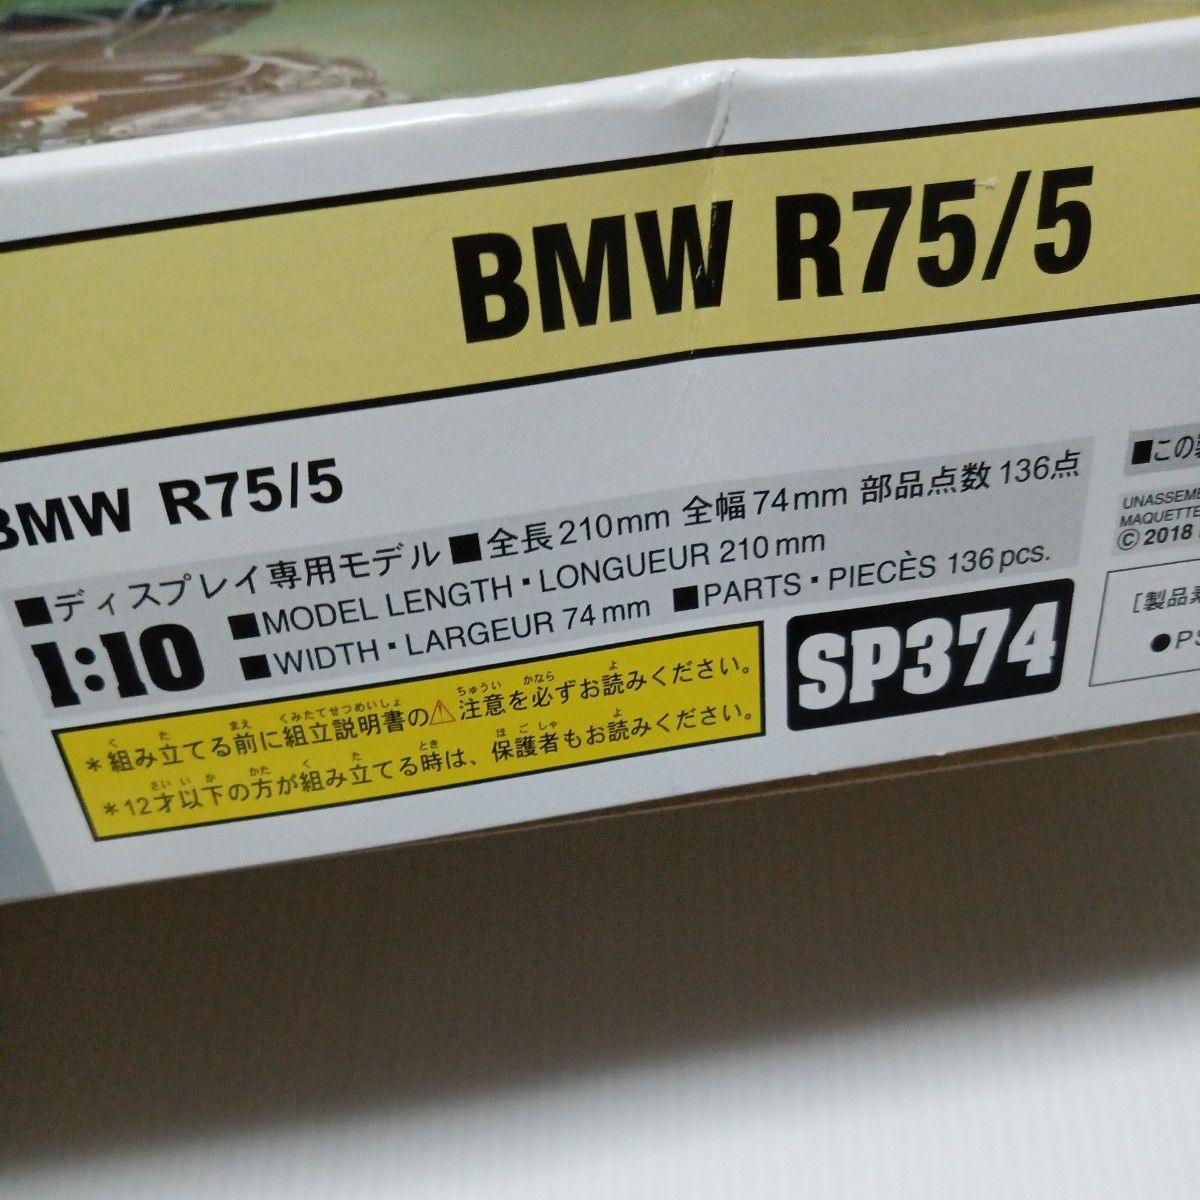 BMW R75/5
BMW R75/5
■ディスプレイ専用モデル ■全長210mm 全幅74mm 部品点数136点
1:10
■MODEL LENGTH・LONGUEUR 210mm
■WIDTH・LARGEUR 74mm ■PARTS・PIECÈS 136pcs.
＊組み立てる前に組立説明書の⚠注意を必ずお読みください。
＊12才以下の方が組み立てる時は、保護者もお読みください。
SP374
■この
UNASSEM
MAQUETTE
© 2018
[製品
●PS